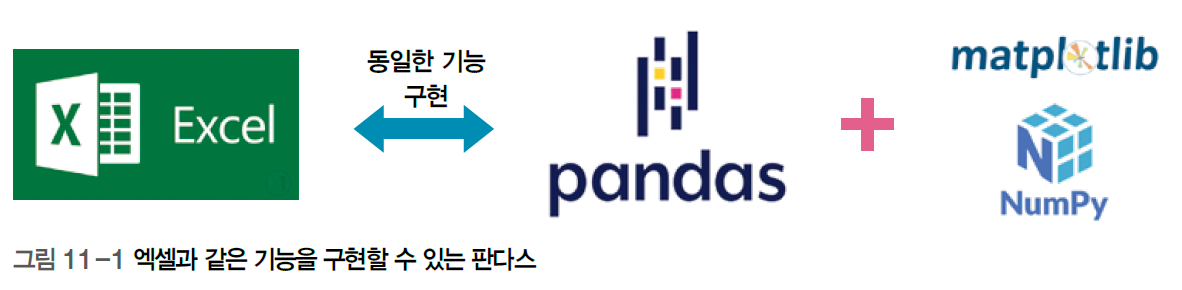 X Excel
동일한 기능
구현
pandas
matplotlib
N
NumPy
그림 11-1 엑셀과 같은 기능을 구현할 수 있는 판다스